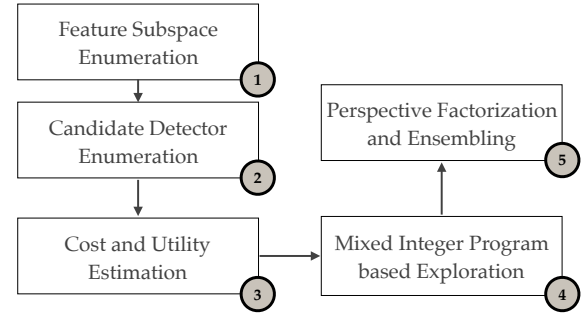 Feature Subspace
Enumeration
1
Candidate Detector
Enumeration
2
Cost and Utility
Estimation
3
Mixed Integer Program
based Exploration
4
Perspective Factorization
and Ensembling
5